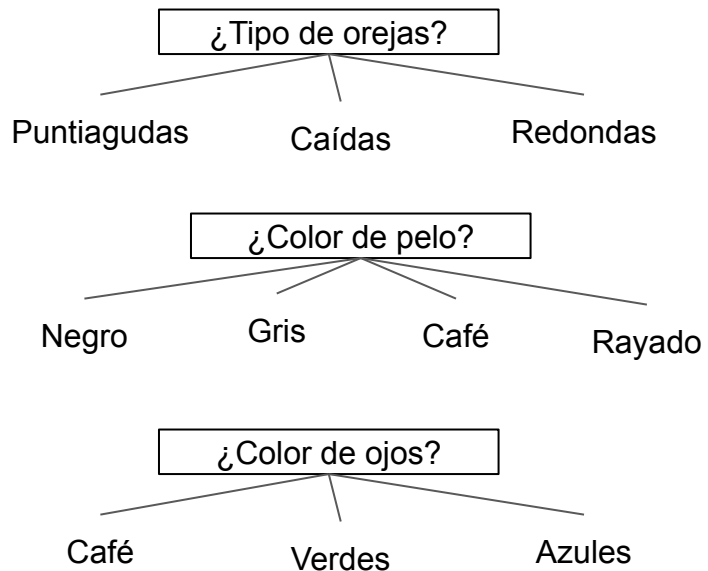 ¿Tipo de orejas?
Puntiagudas
Caídas
Redondas
¿Color de pelo?
Negro
Gris
Café
Rayado
¿Color de ojos?
Café
Verdes
Azules